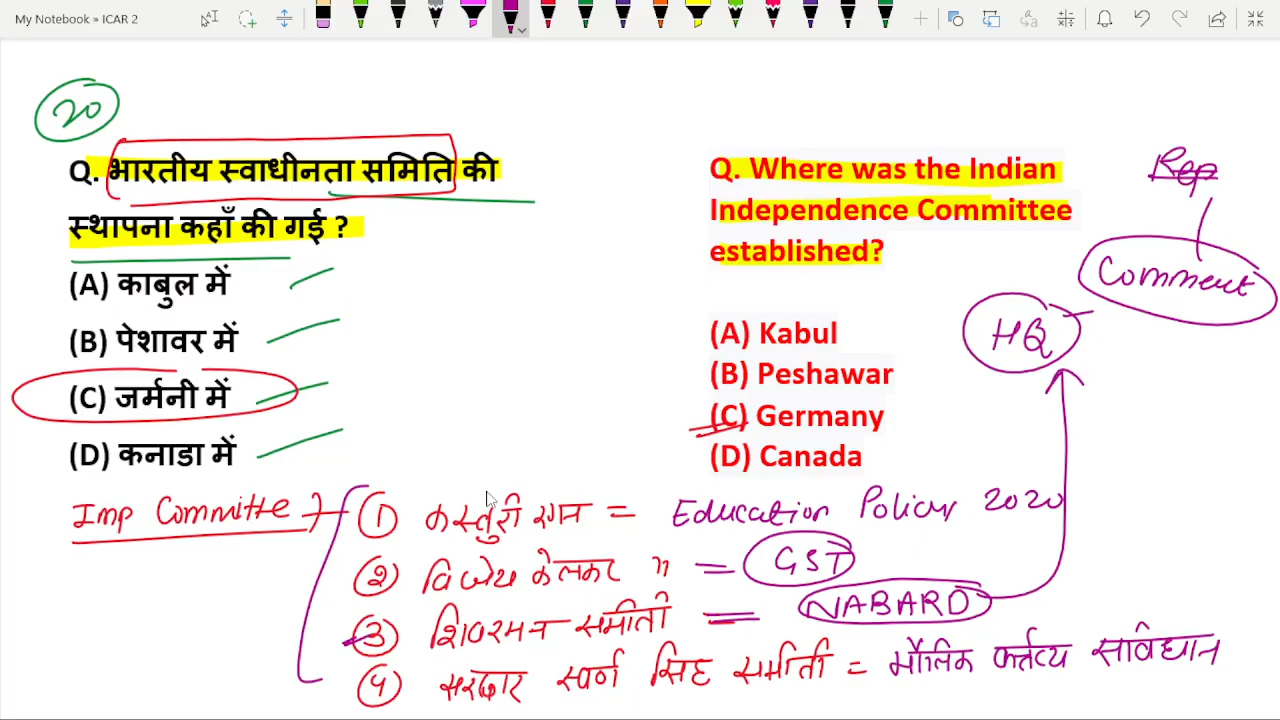 My Notebook » ICAR 2
20
Q. भारतीय स्वाधीनता समिति की
स्थापना कहाँ की गई ?
(A) काबुल में
(B) पेशावर में
(C) जर्मनी में
(D) कनाडा में
Q. Where was the Indian
Independence Committee
established?
(A) Kabul
(B) Peshawar
(C) Germany
(D) Canada
Rep
Comment
HQ
Imp Committe
① कस्तुरी रंगन = Education Policy 2020
② विजय केलकर " = GST
③ शिवरमन समीती = NABARD
④ सरदार स्वर्ण सिंह समीती = मौलिक कर्त्तव्य संविधान